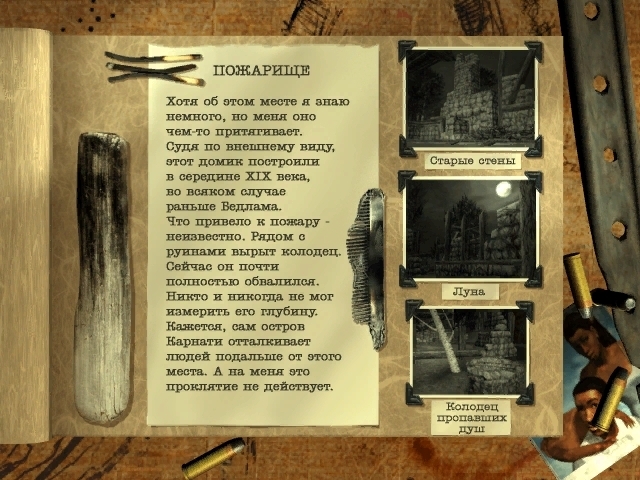 ПОЖАРИЩЕ
Хотя об этом месте я знаю
немного, но меня оно
чем-то притягивает.
Судя по внешнему виду,
этот домик построили
в середине XIX века,
во всяком случае
раньше Бедлама.
Что привело к пожару -
неизвестно. Рядом с
руинами вырыт колодец.
Сейчас он почти
полностью обвалился.
Никто и никогда не мог
измерить его глубину.
Кажется, сам остров
Карнати отталкивает
людей подальше от этого
места. А на меня это
проклятие не действует.
Старые стены
Луна
Колодец
пропавших
душ